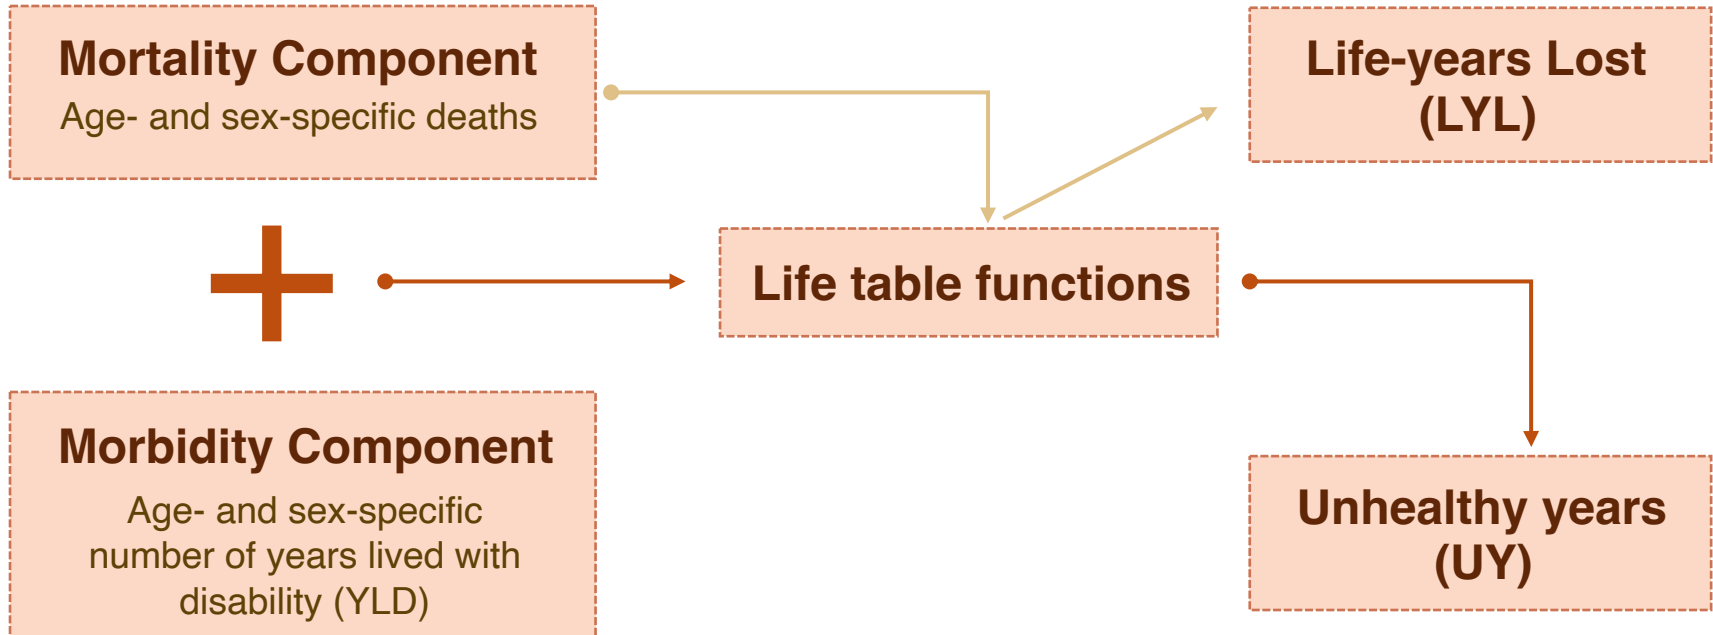 Mortality Component
Age- and sex-specific deaths
Life-years Lost
(LYL)
Life table functions
Morbidity Component
Age- and sex-specific
number of years lived with
disability (YLD)
Unhealthy years
(UY)